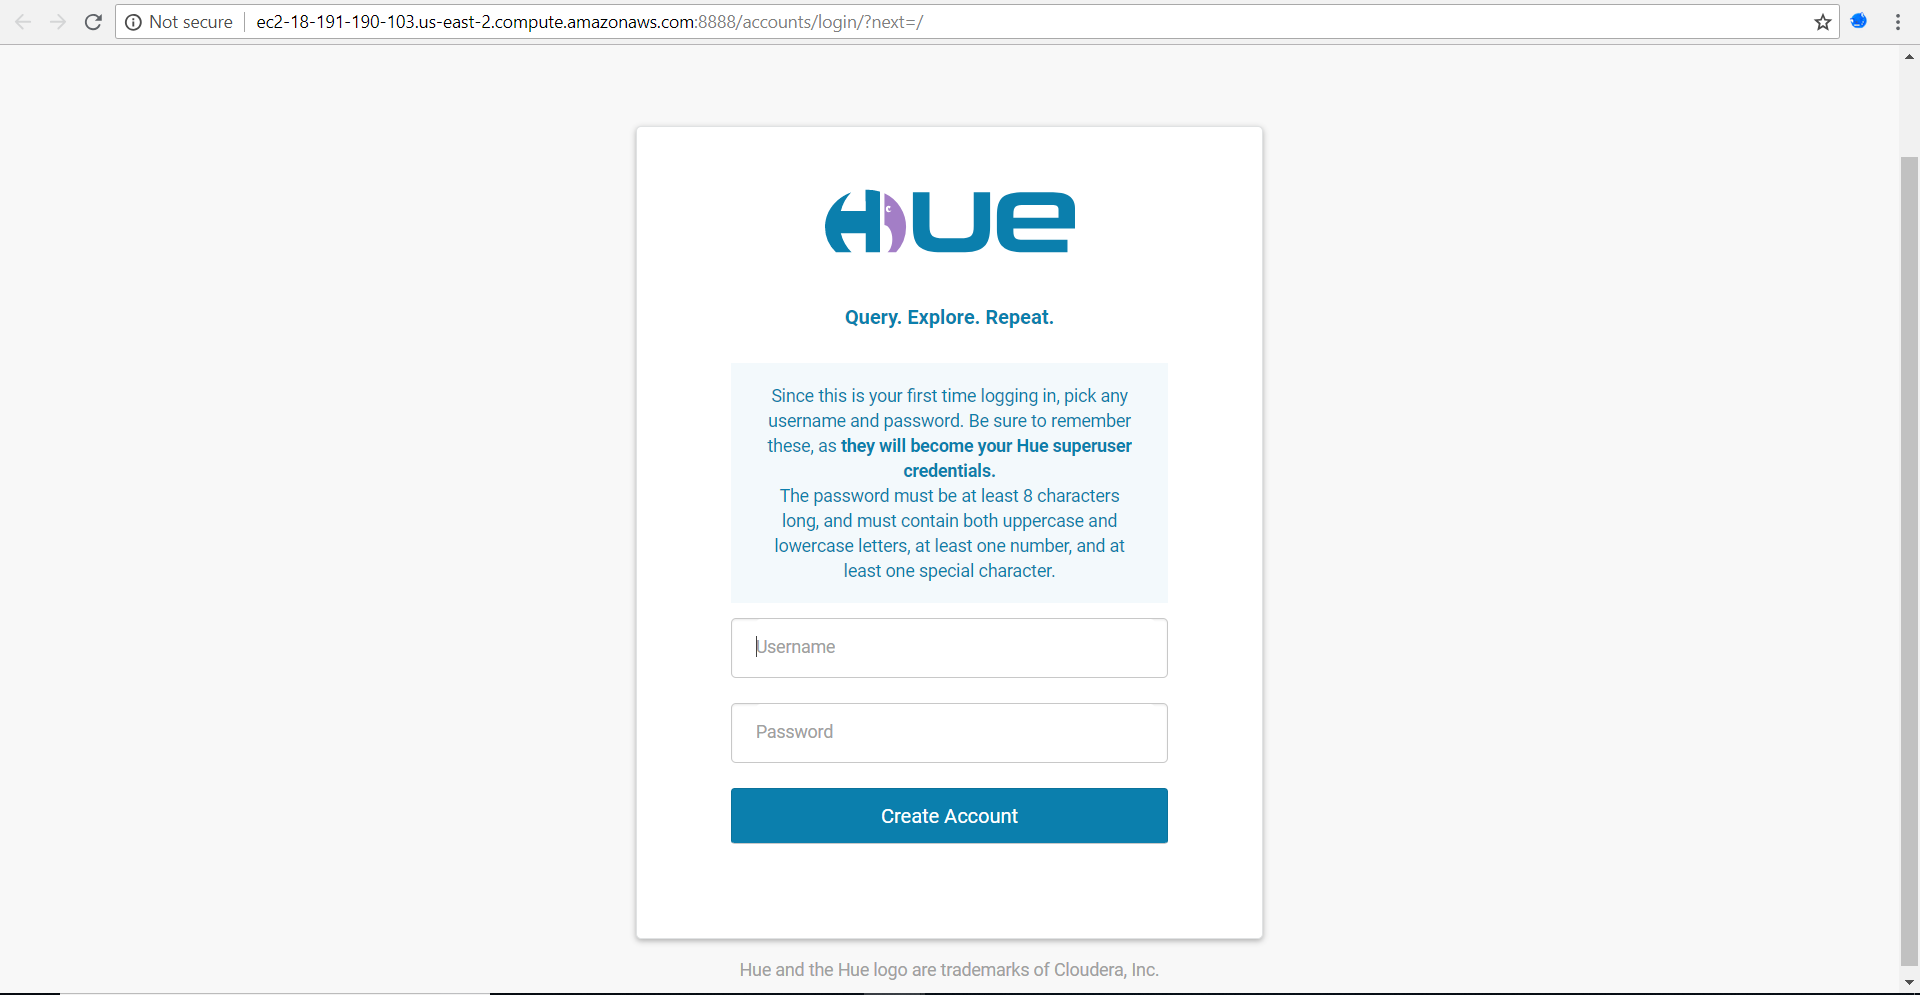 Not secure
ec2-18-191-190-103.us-east-2.compute.amazonaws.com:8888/accounts/login/?next=/
HUE
Query. Explore. Repeat.
Since this is your first time logging in, pick any
username and password. Be sure to remember
these, as they will become your Hue superuser
credentials.
The password must be at least 8 characters
long, and must contain both uppercase and
lowercase letters, at least one number, and at
least one special character.
Username
Password
Create Account
Hue and the Hue logo are trademarks of Cloudera, Inc.